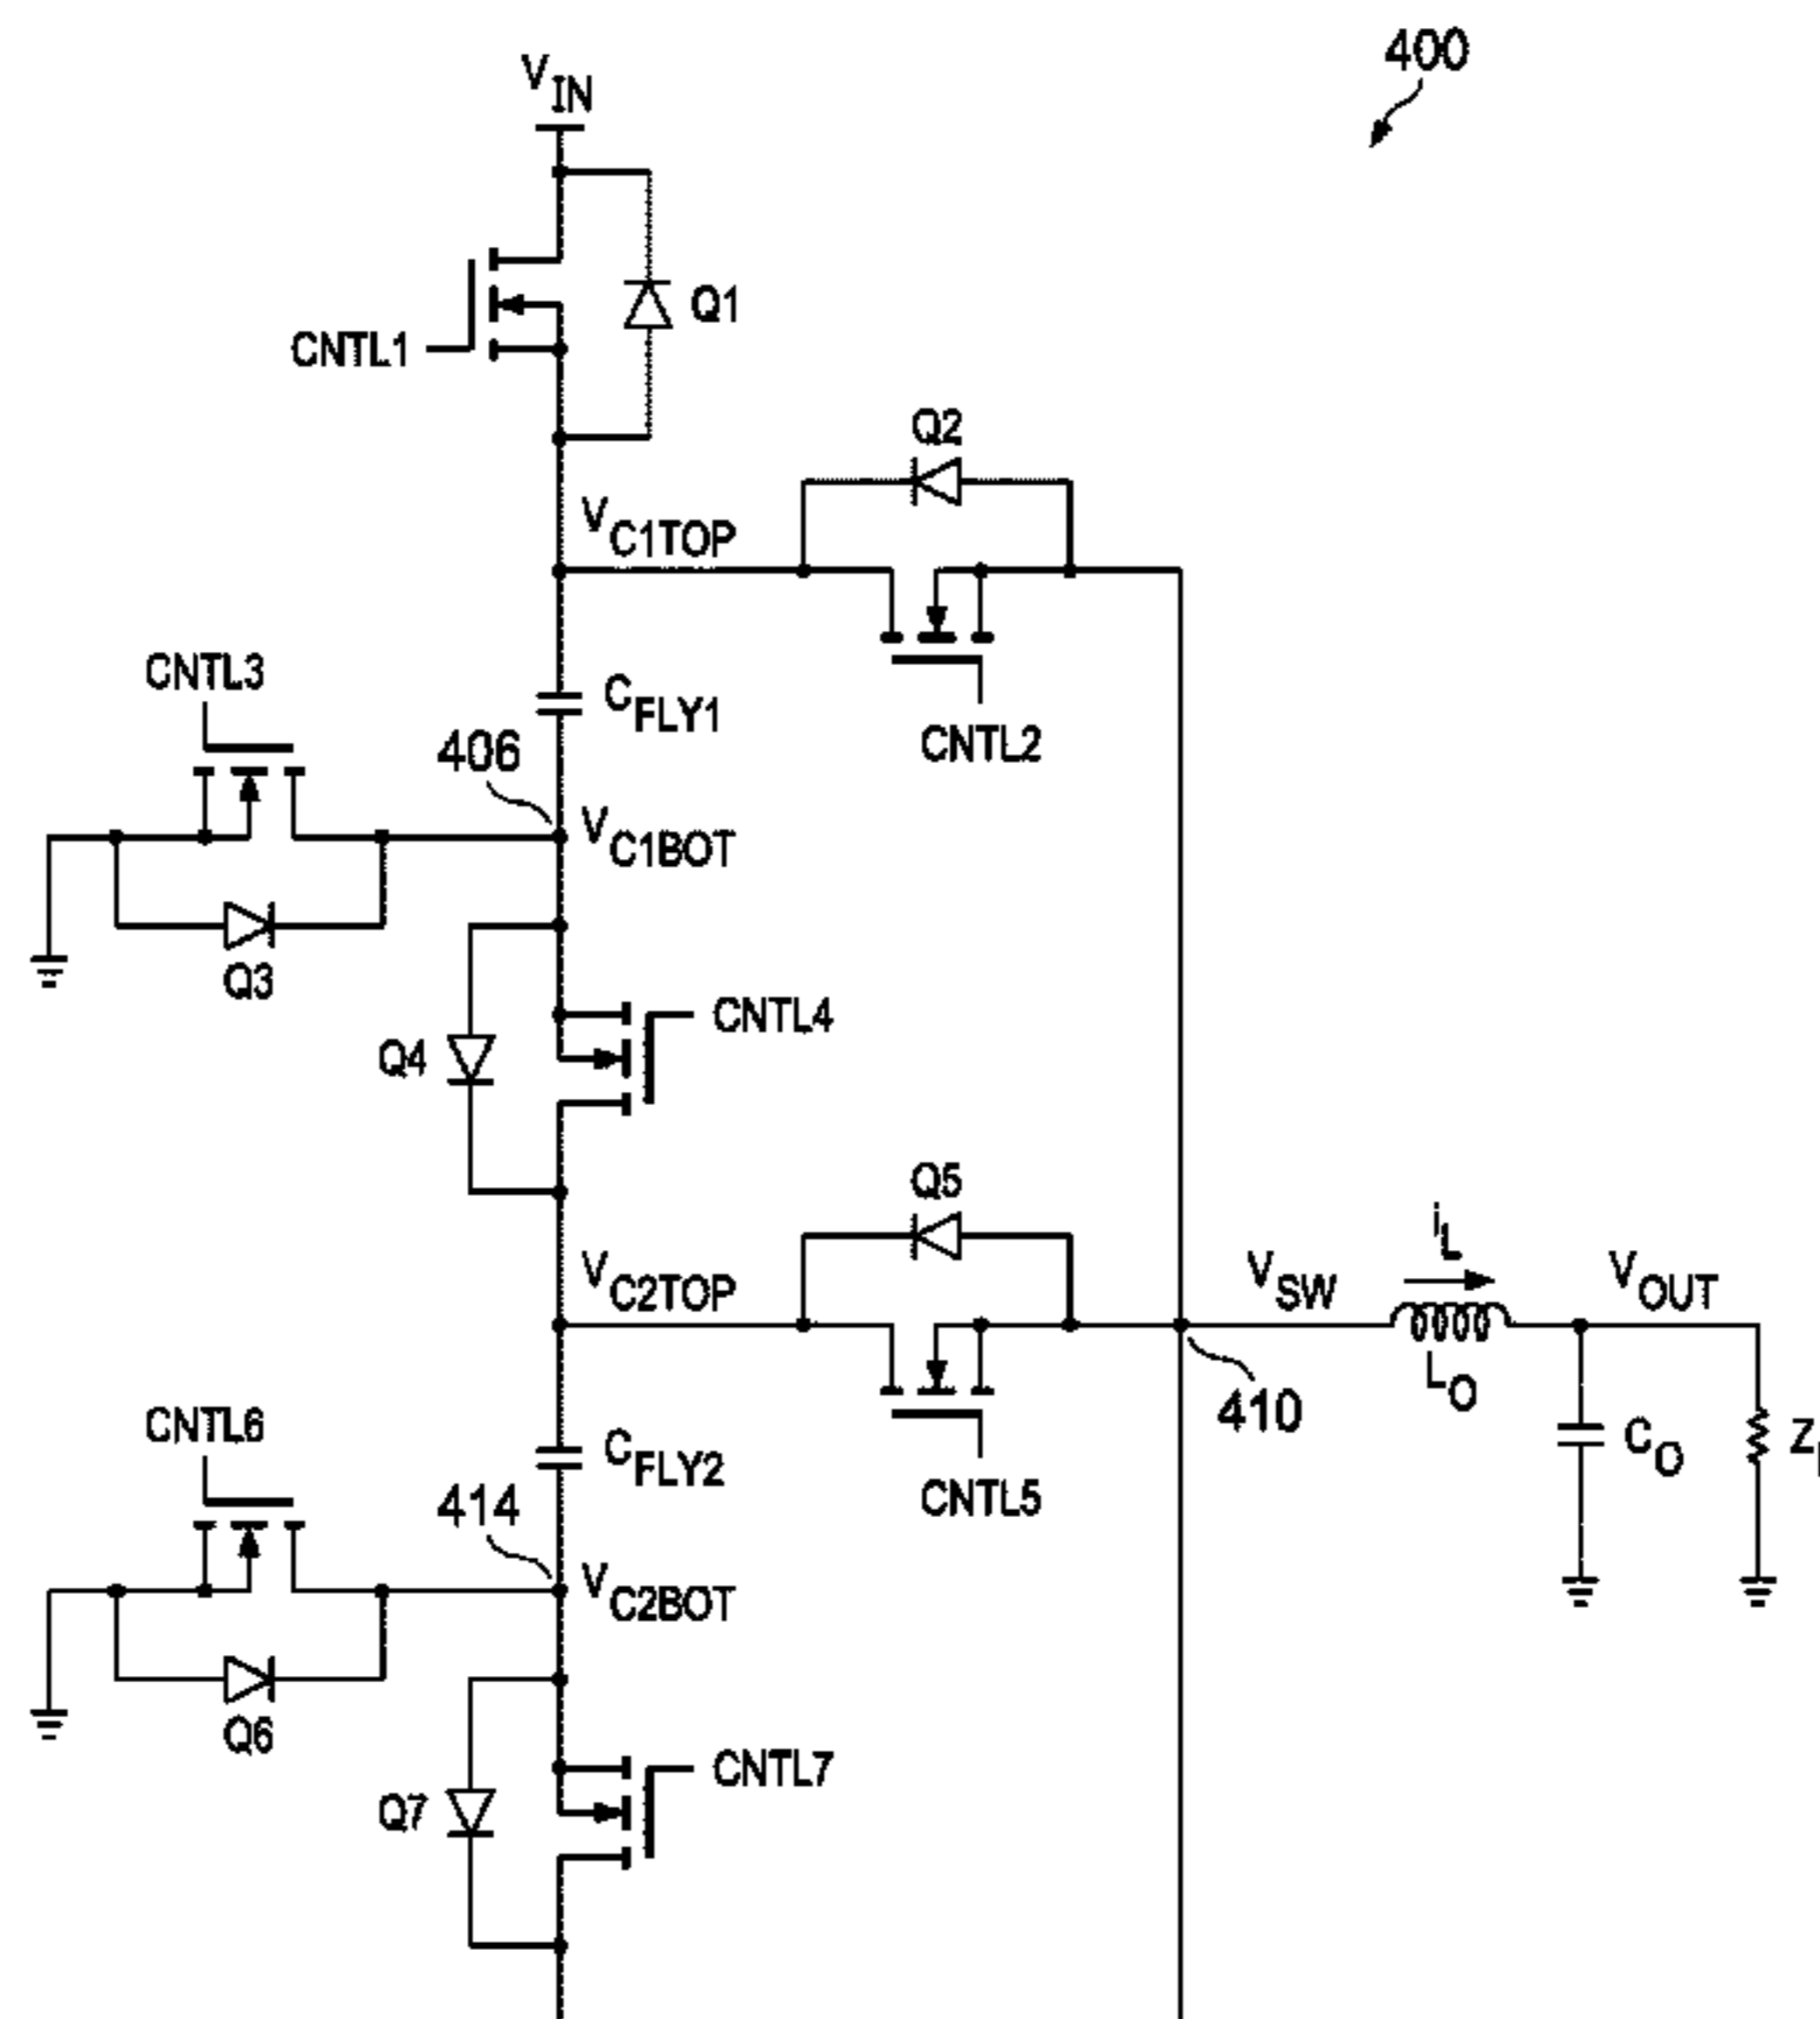 400
VIN
Q1
CNTL1
Q2
VC1TOP
CNTL3
CFLY1
CNTL2
406
VC1BOT
Q3
CNTL4
Q4
Q5
VC2TOP
iL
VSW
VOUT
LO
410
CNTL6
CFLY2
CO
CNTL5
414
VC2BOT
Q6
CNTL7
Q7